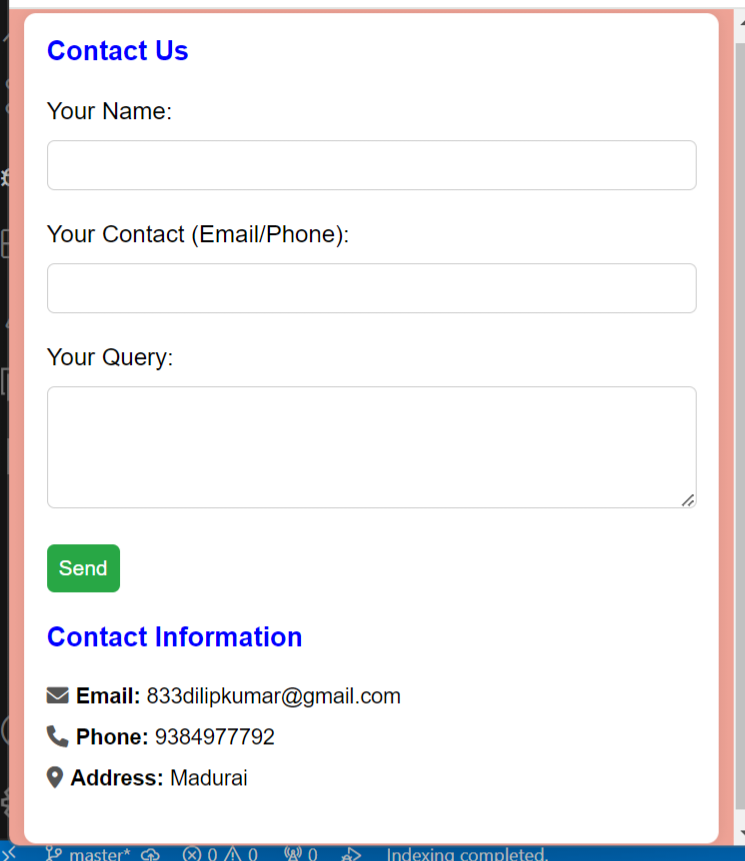 Contact Us
Your Name:
Your Contact (Email/Phone):
Your Query:
Send
Contact Information
Email: 833dilipkumar@gmail.com
Phone: 9384977792
Address: Madurai
master* 0 0 0 Indexing completed.